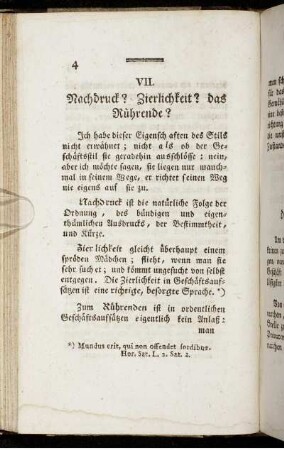 4
VII.
Nachdruck? Zierlichkeit? das
Rührende?
Ich habe dieser Eigenschaften des Stils
nicht erwähnet; nicht als ob der Ge-
schäftsstil sie geradehin ausschlösse: nein,
aber ich möchte sagen, sie liegen nur manch-
mal in seinem Wege, er richtet seinen Weg
nie eigens auf sie zu.
Nachdruck ist die natürliche Folge der
Ordnung, des bündigen und eigen-
thümlichen Ausdrucks, der Bestimmtheit,
und Kürze.
Zierlichkeit gleicht überhaupt einem
spröden Mädchen; flieht, wenn man sie
sehr suchet; und kömmt ungesucht von selbst
entgegen. Die Zierlichkeit in Geschäftsauf-
sätzen ist eine richtige, besorgte Sprache. *)
Zum Rührenden ist in ordentlichen
Geschäftsaufsätzen eigentlich kein Anlaß:
man
*) Mundus erit, qui non offendet sordibus.
Hor. Sat. L. 2. Sat. 2.